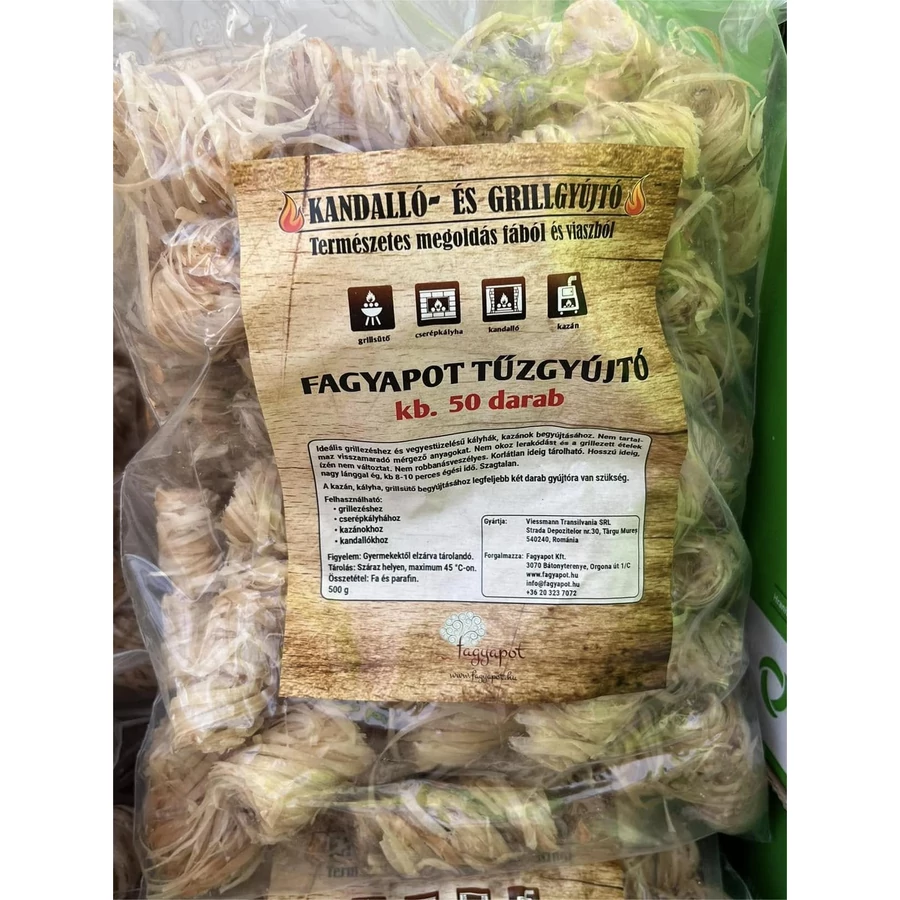 KANDALLÓ- ÉS GRILLGYÚJTÓ
Természetes megoldás fából és viaszból
grillsütő
cserépkályha
kandalló
kazán
FAGYAPOT TŰZGYÚJTÓ
kb. 50 darab
Ideális grillezéshez és vegyestüzelésű kályhák, kazánok begyújtásához. Nem tartal-
maz visszamaradó mérgező anyagokat. Nem okoz lerakódást és a grillezett ételek
ízén nem változtat. Nem robbanásveszélyes. Korlátlan ideig tárolható. Hosszú ideig,
nagy lánggal ég, kb 8-10 perces égési idő. Szagtalan.
A kazán, kályha, grillsütő begyújtásához legfeljebb két darab gyújtóra van szükség.
Felhasználható:
• grillezéshez
• cserépkályhához
• kazánokhoz
• kandallókhoz
Figyelem: Gyermekektől elzárva tárolandó.
Tárolás: Száraz helyen, maximum 45 °C-on.
Összetétel: Fa és parafin.
500 g
Gyártja: Viessmann Transilvania SRL
Strada Depozitelor nr.30, Târgu Mureș
540240, Románia
Forgalmazza: Fagyapot Kft.
3070 Bátonyterenye, Orgona út 1/C
www.fagyapot.hu
info@fagyapot.hu
+36 20 323 7072
fagyapot
www.fagyapot.hu